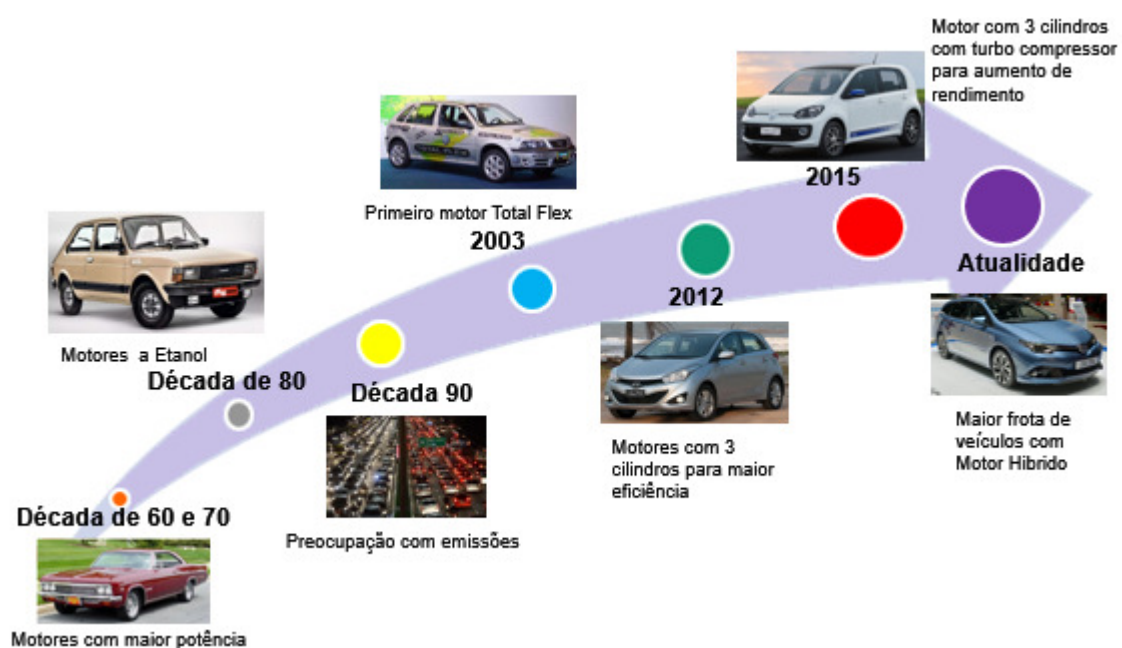 Motor com 3 cilindros
com turbo compressor
para aumento de
rendimento
2015
Primeiro motor Total Flex
2003
Atualidade
2012
Motores a Etanol
Década de 80
Década 90
Maior frota de
veículos com
Motor Hibrido
Motores com 3
cilindros para maior
eficiência
Década de 60 e 70
Preocupação com emissões
Motores com maior potência